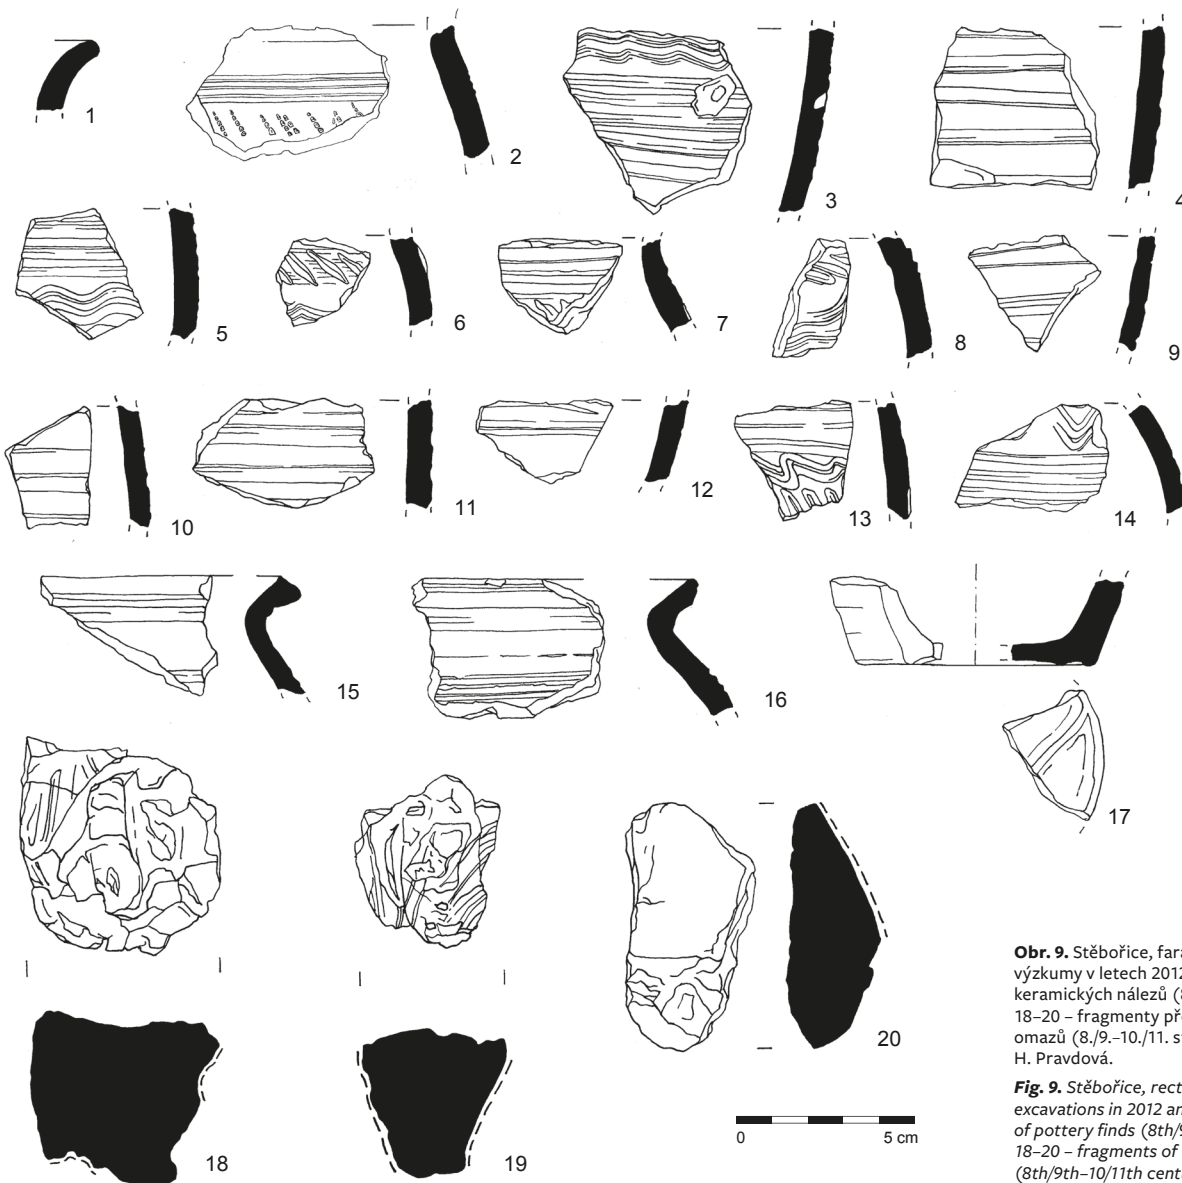 1
2
3
4
5
6
7
8
9
10
11
12
13
14
15
16
17
18
19
20
0 5 cm
Obr. 9. Stěbořice, fara
výzkumy v letech 2012
keramických nálezů (8
18–20 – fragmenty př
omazů (8./9.–10./11. s
H. Pravdová.
Fig. 9. Stěbořice, rect
excavations in 2012 an
of pottery finds (8th/9
18–20 – fragments of
(8th/9th–10/11th cent